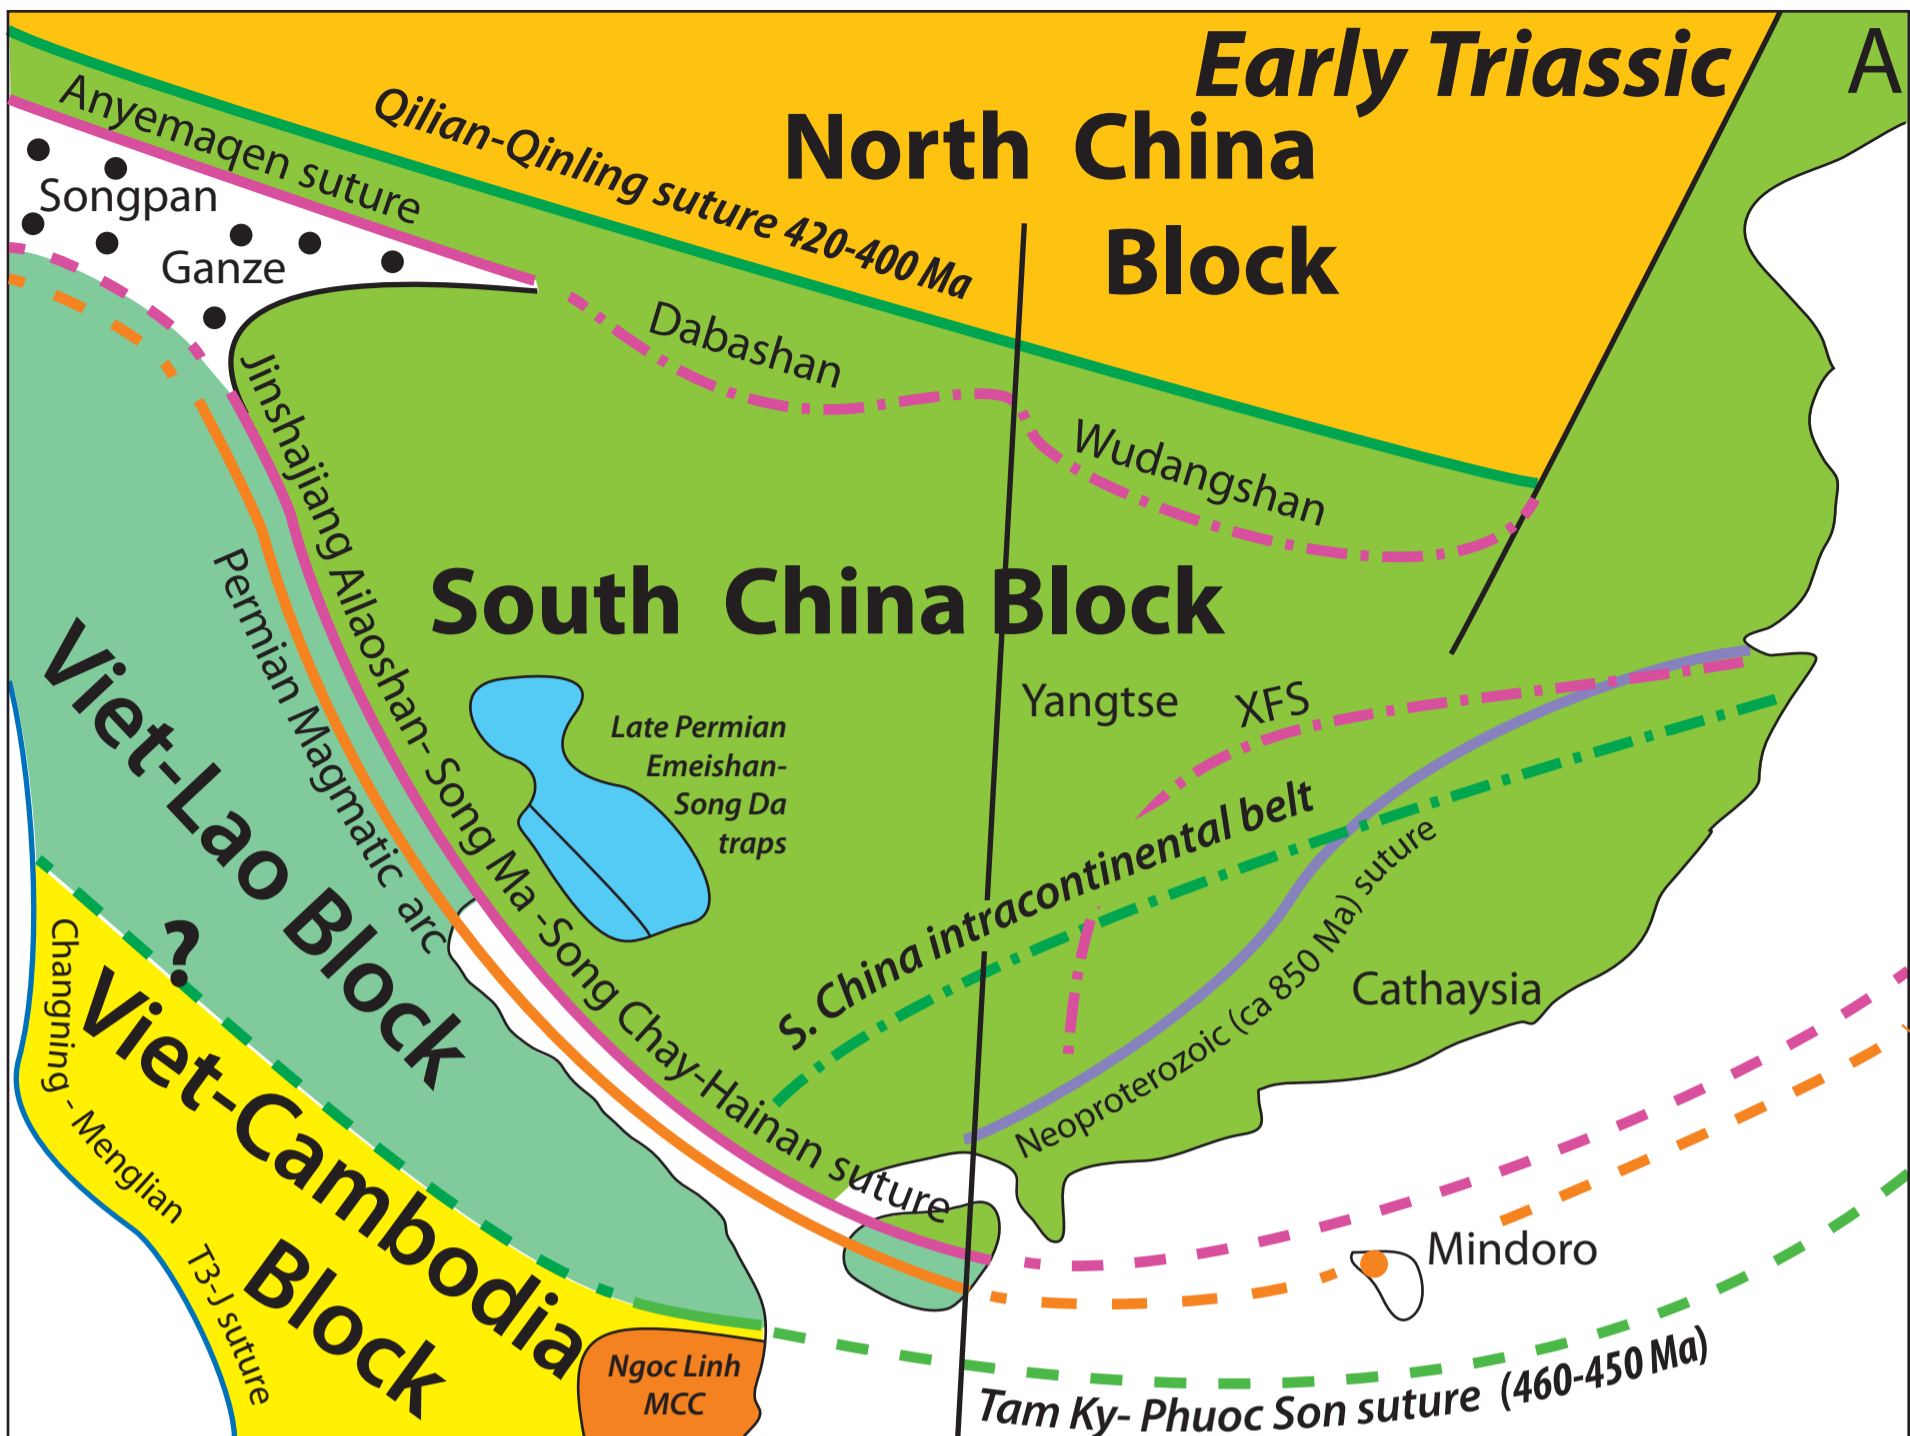 Early Triassic
A
North China
Block
Anyemaqen suture
Qilian-Qinling suture 420-400 Ma
Songpan
Ganze
Dabashan
Wudangshan
Jinshajiang Ailaoshan- Song Ma -Song Chay-Hainan suture
Permian Magmatic arc
South China Block
Yangtse
XFS
Late Permian
Emeishan-
Song Da
traps
S. China intracontinental belt
Neoproterozoic (ca 850 Ma) suture
Cathaysia
Viet-Lao Block
?
Viet-Cambodia
Block
Changning - Menglian
T3-J suture
Ngoc Linh
MCC
Mindoro
Tam Ky- Phuoc Son suture (460-450 Ma)